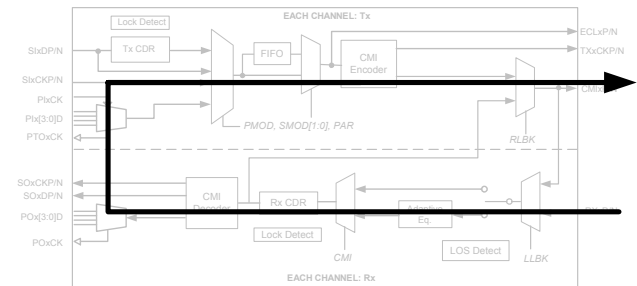 EACH CHANNEL: Tx
Lock Detect
ECLxP/N
SIxDP/N
Tx CDR
FIFO
CMI
Encoder
TXxCKP/N
SIxCKP/N
PIxCK
PIx[3:0]D
PTOxCK
PMOD, SMOD[1:0], PAR
RLBK
SOxCKP/N
SOxDP/N
POx[3:0]D
POxCK
CMI
Decoder
Rx CDR
Lock Detect
CMI
Adaptive
Eq.
LOS Detect
LLBK
EACH CHANNEL: Rx